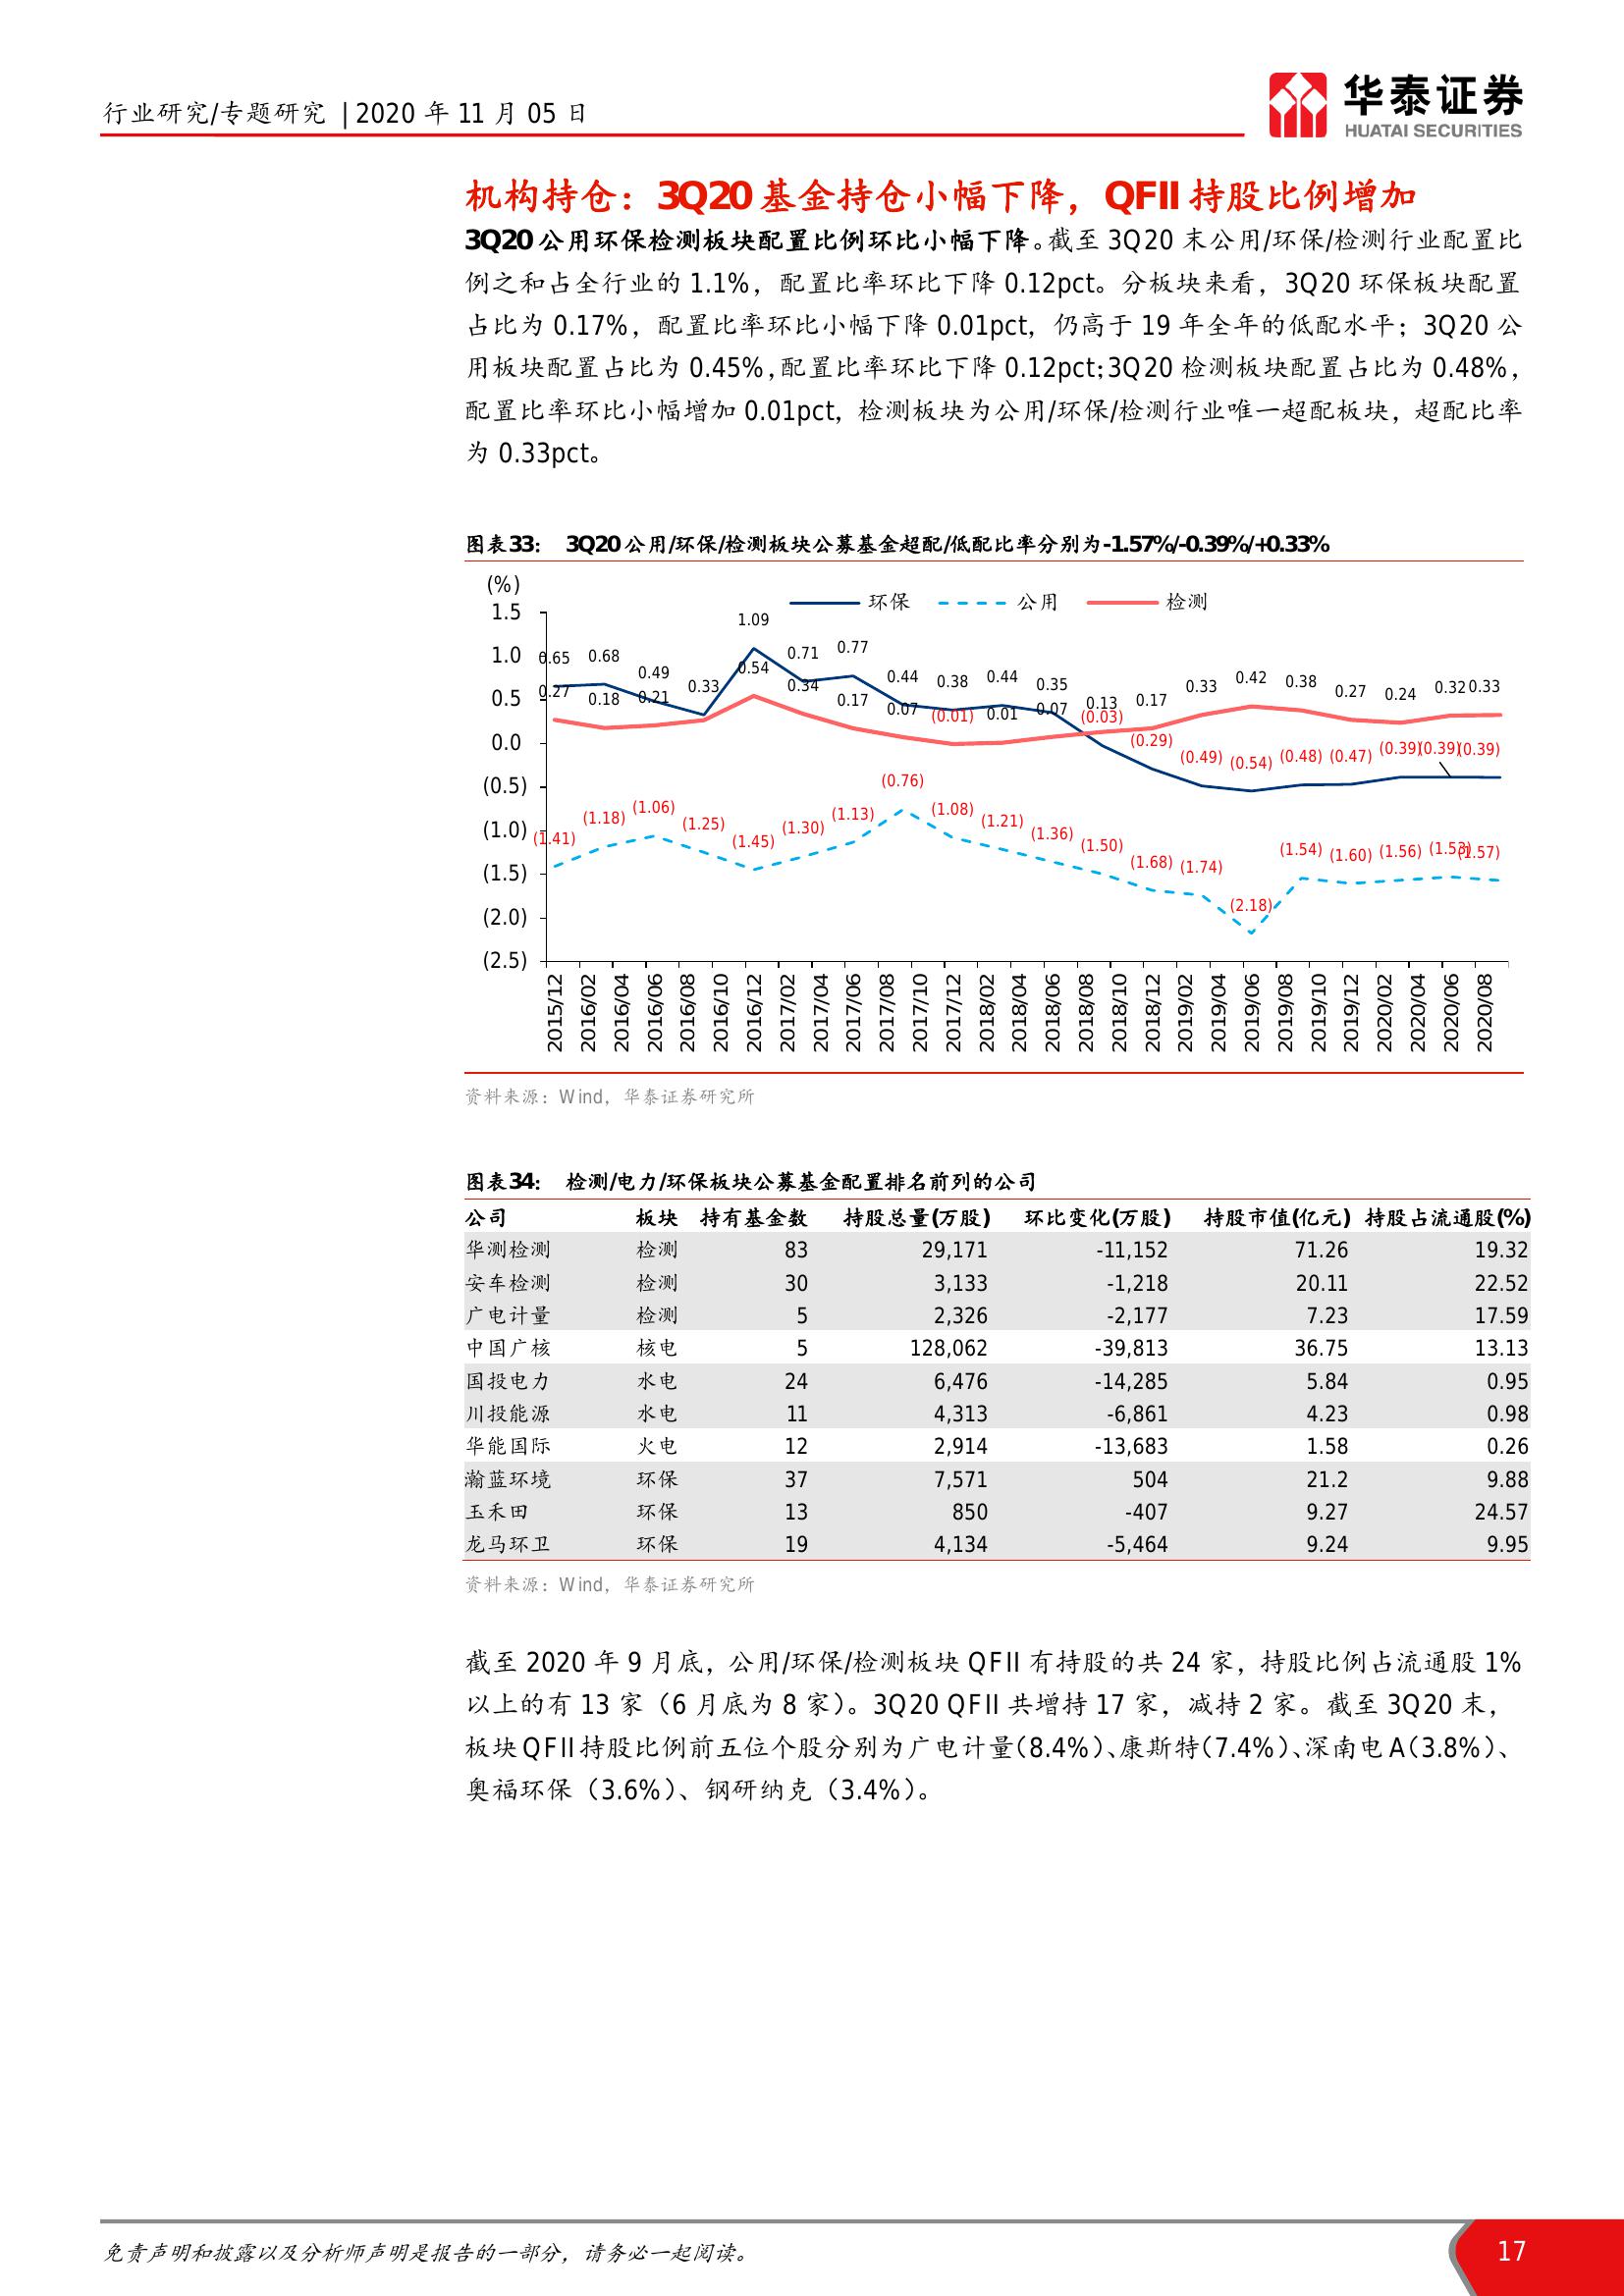 行业研究/专题研究 | 2020 年 11 月 05 日
华泰证券
HUATAI SECURITIES
机构持仓：3Q20 基金持仓小幅下降，QFII 持股比例增加
3Q20 公用环保检测板块配置比例环比小幅下降。截至 3Q20 末公用/环保/检测行业配置比
例之和占全行业的 1.1%，配置比率环比下降 0.12pct。分板块来看，3Q20 环保板块配置
占比为 0.17%，配置比率环比小幅下降 0.01pct，仍高于 19 年全年的低配水平；3Q20 公
用板块配置占比为 0.45%，配置比率环比下降 0.12pct；3Q20 检测板块配置占比为 0.48%，
配置比率环比小幅增加 0.01pct，检测板块为公用/环保/检测行业唯一超配板块，超配比率
为 0.33pct。
图表33： 3Q20 公用/环保/检测板块公募基金超配/低配比率分别为-1.57%/-0.39%/+0.33%
(%)
环保 公用 检测
1.5
1.0
0.5
0.0
(0.5)
(1.0)
(1.5)
(2.0)
(2.5)
0.65 0.68 0.49 0.33 1.09 0.71 0.77 0.44 0.38 0.44 0.35 (0.03) (0.29) (0.49) (0.54) (0.48) (0.47) (0.39) (0.39) (0.39)
0.27 0.18 0.21 0.54 0.34 0.17 0.07 (0.01) 0.01 0.07 0.13 0.17 0.33 0.42 0.38 0.27 0.24 0.32 0.33
(1.41) (1.18) (1.06) (1.25) (1.45) (1.30) (1.13) (0.76) (1.08) (1.21) (1.36) (1.50) (1.68) (1.74) (2.18) (1.54) (1.60) (1.56) (1.53) (1.57)
2015/12 2016/02 2016/04 2016/06 2016/08 2016/10 2016/12 2017/02 2017/04 2017/06 2017/08 2017/10 2017/12 2018/02 2018/04 2018/06 2018/08 2018/10 2018/12 2019/02 2019/04 2019/06 2019/08 2019/10 2019/12 2020/02 2020/04 2020/06 2020/08
资料来源：Wind，华泰证券研究所
图表34： 检测/电力/环保板块公募基金配置排名前列的公司
公司 板块 持有基金数 持股总量(万股) 环比变化(万股) 持股市值(亿元) 持股占流通股(%)
华测检测 检测 83 29,171 -11,152 71.26 19.32
安车检测 检测 30 3,133 -1,218 20.11 22.52
广电计量 检测 5 2,326 -2,177 7.23 17.59
中国广核 核电 5 128,062 -39,813 36.75 13.13
国投电力 水电 24 6,476 -14,285 5.84 0.95
川投能源 水电 11 4,313 -6,861 4.23 0.98
华能国际 火电 12 2,914 -13,683 1.58 0.26
瀚蓝环境 环保 37 7,571 504 21.2 9.88
玉禾田 环保 13 850 -407 9.27 24.57
龙马环卫 环保 19 4,134 -5,464 9.24 9.95
资料来源：Wind，华泰证券研究所
截至 2020 年 9 月底，公用/环保/检测板块 QFII 有持股的共 24 家，持股比例占流通股 1%
以上的有 13 家（6 月底为 8 家）。3Q20 QFII 共增持 17 家，减持 2 家。截至 3Q20 末，
板块 QFII 持股比例前五位个股分别为广电计量（8.4%）、康斯特（7.4%）、深南电 A（3.8%）、
奥福环保（3.6%）、钢研纳克（3.4%）。
免责声明和披露以及分析师声明是报告的一部分，请务必一起阅读。
17